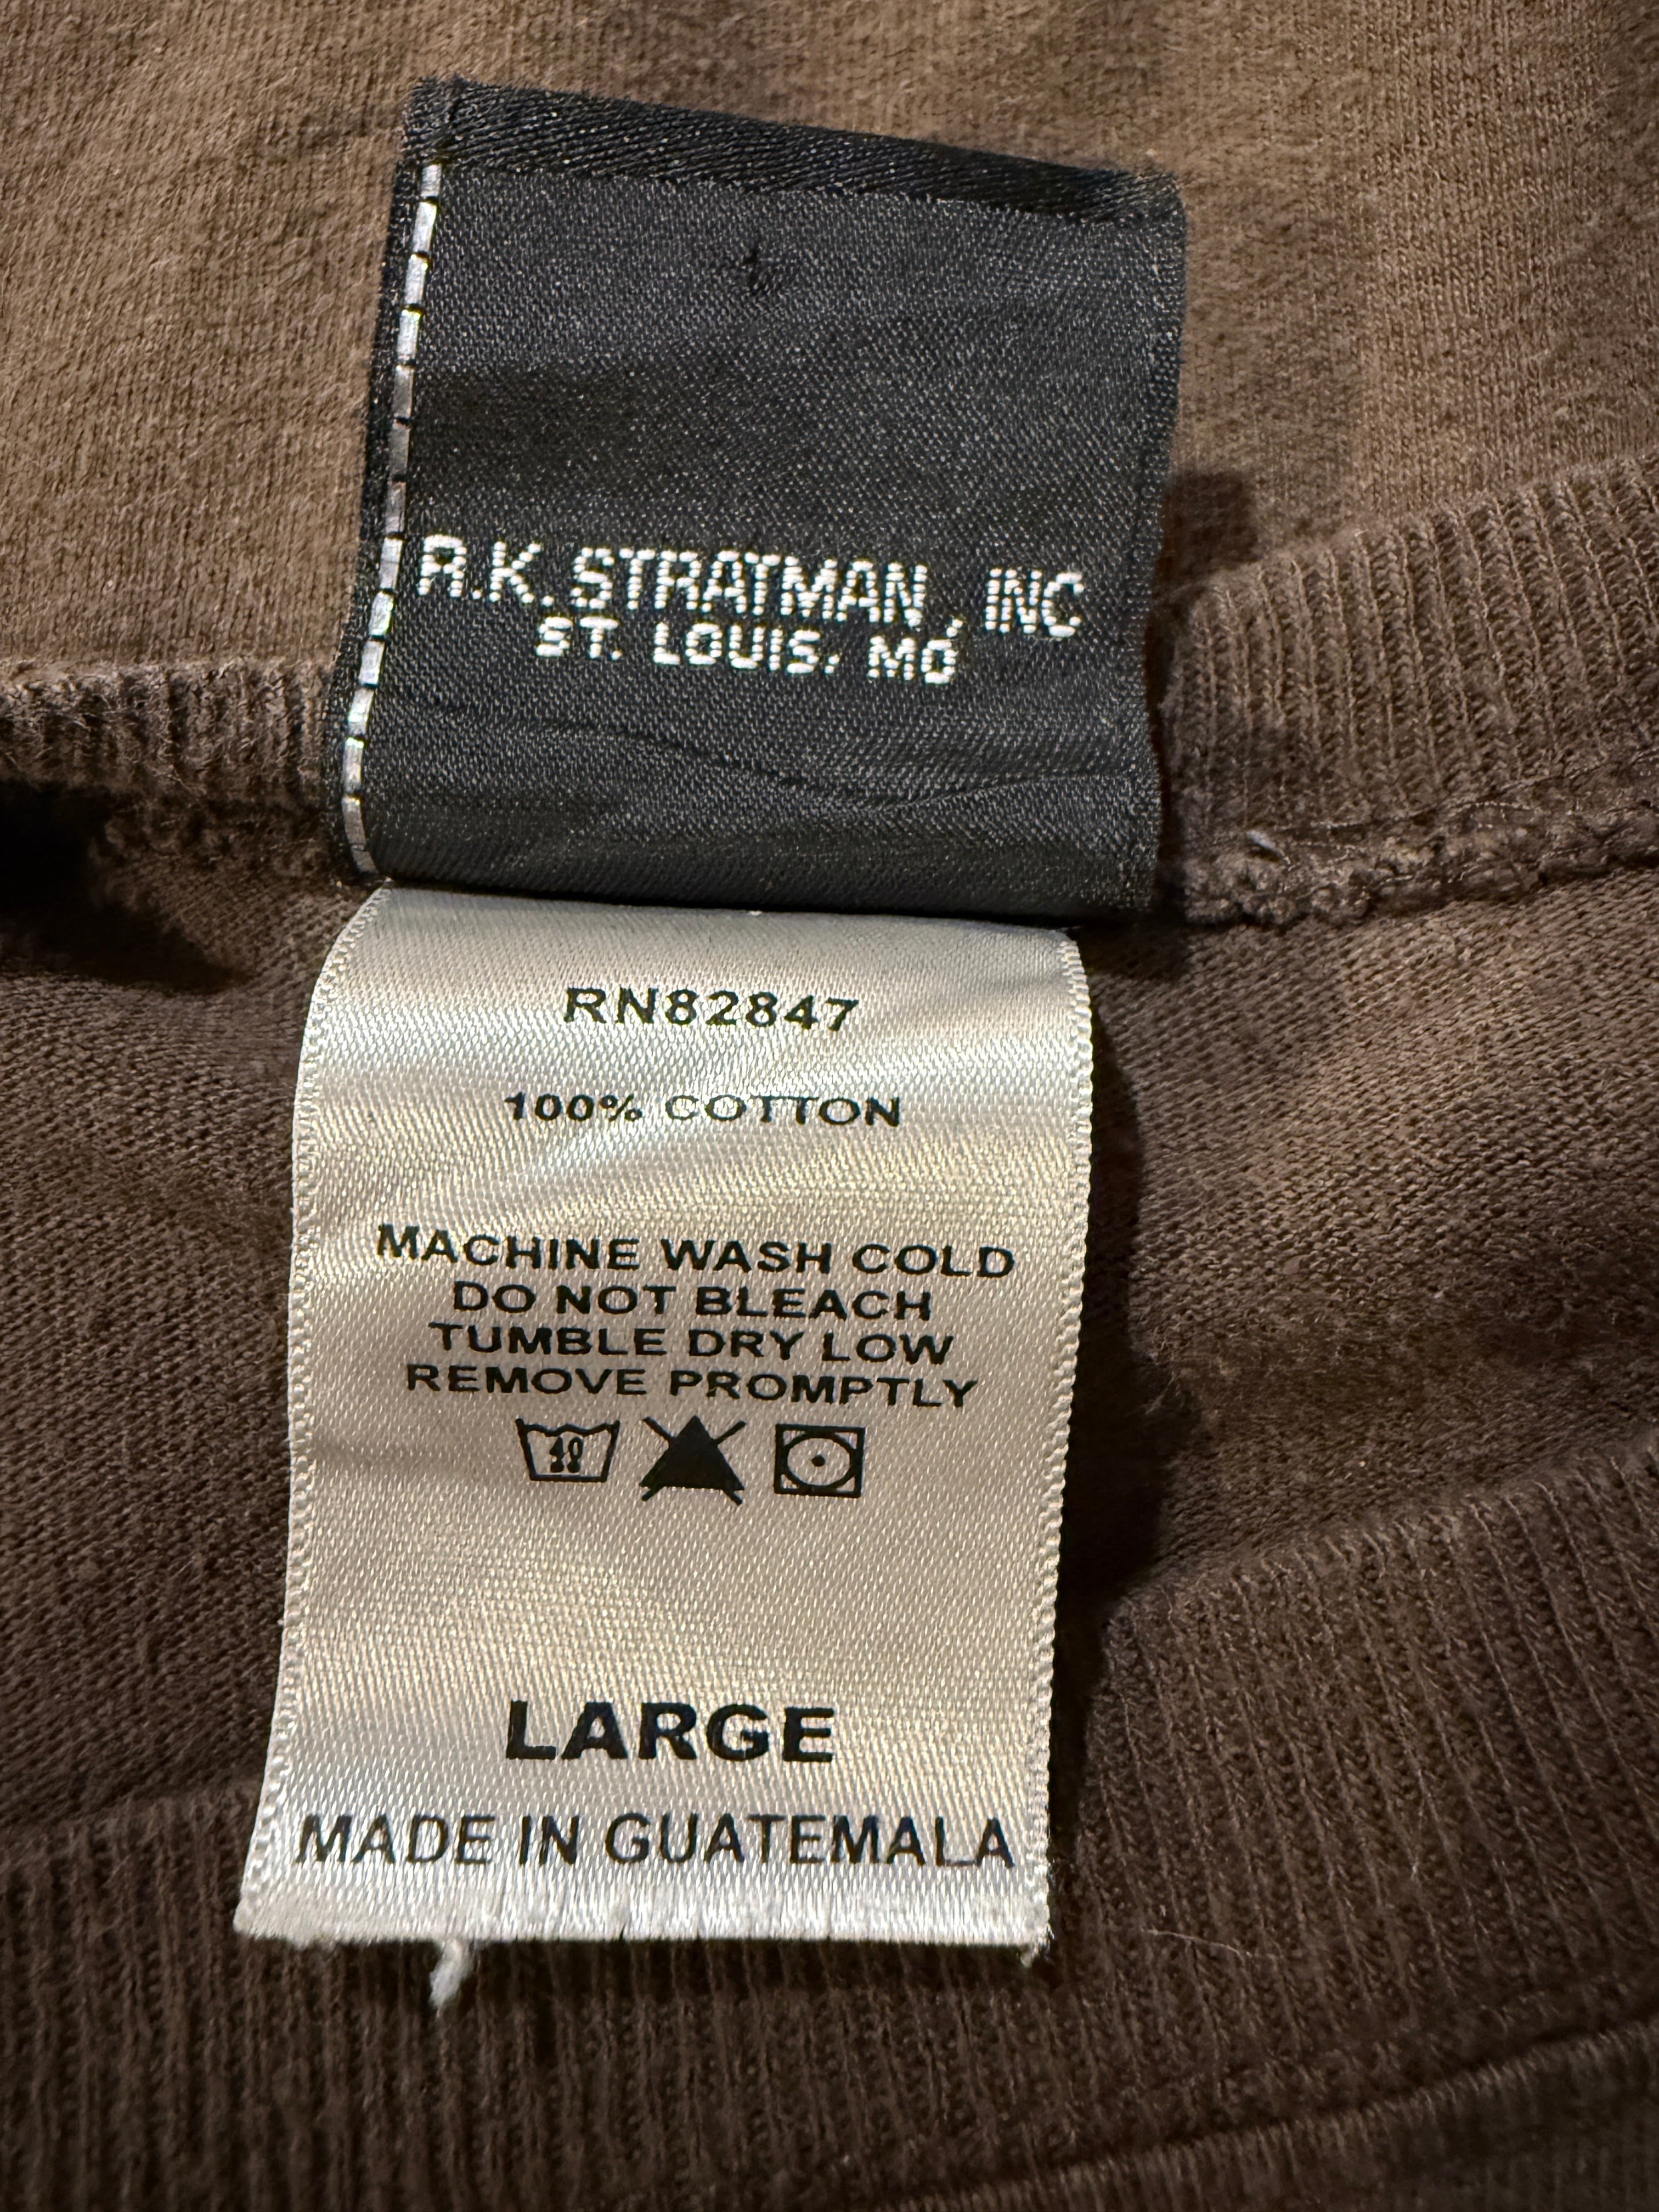 R.K.STRATMAN, INC
ST. LOUIS, MO
RN82847
100% COTTON
MACHINE WASH COLD
DO NOT BLEACH
TUMBLE DRY LOW
REMOVE PROMPTLY
40
LARGE
MADE IN GUATEMALA